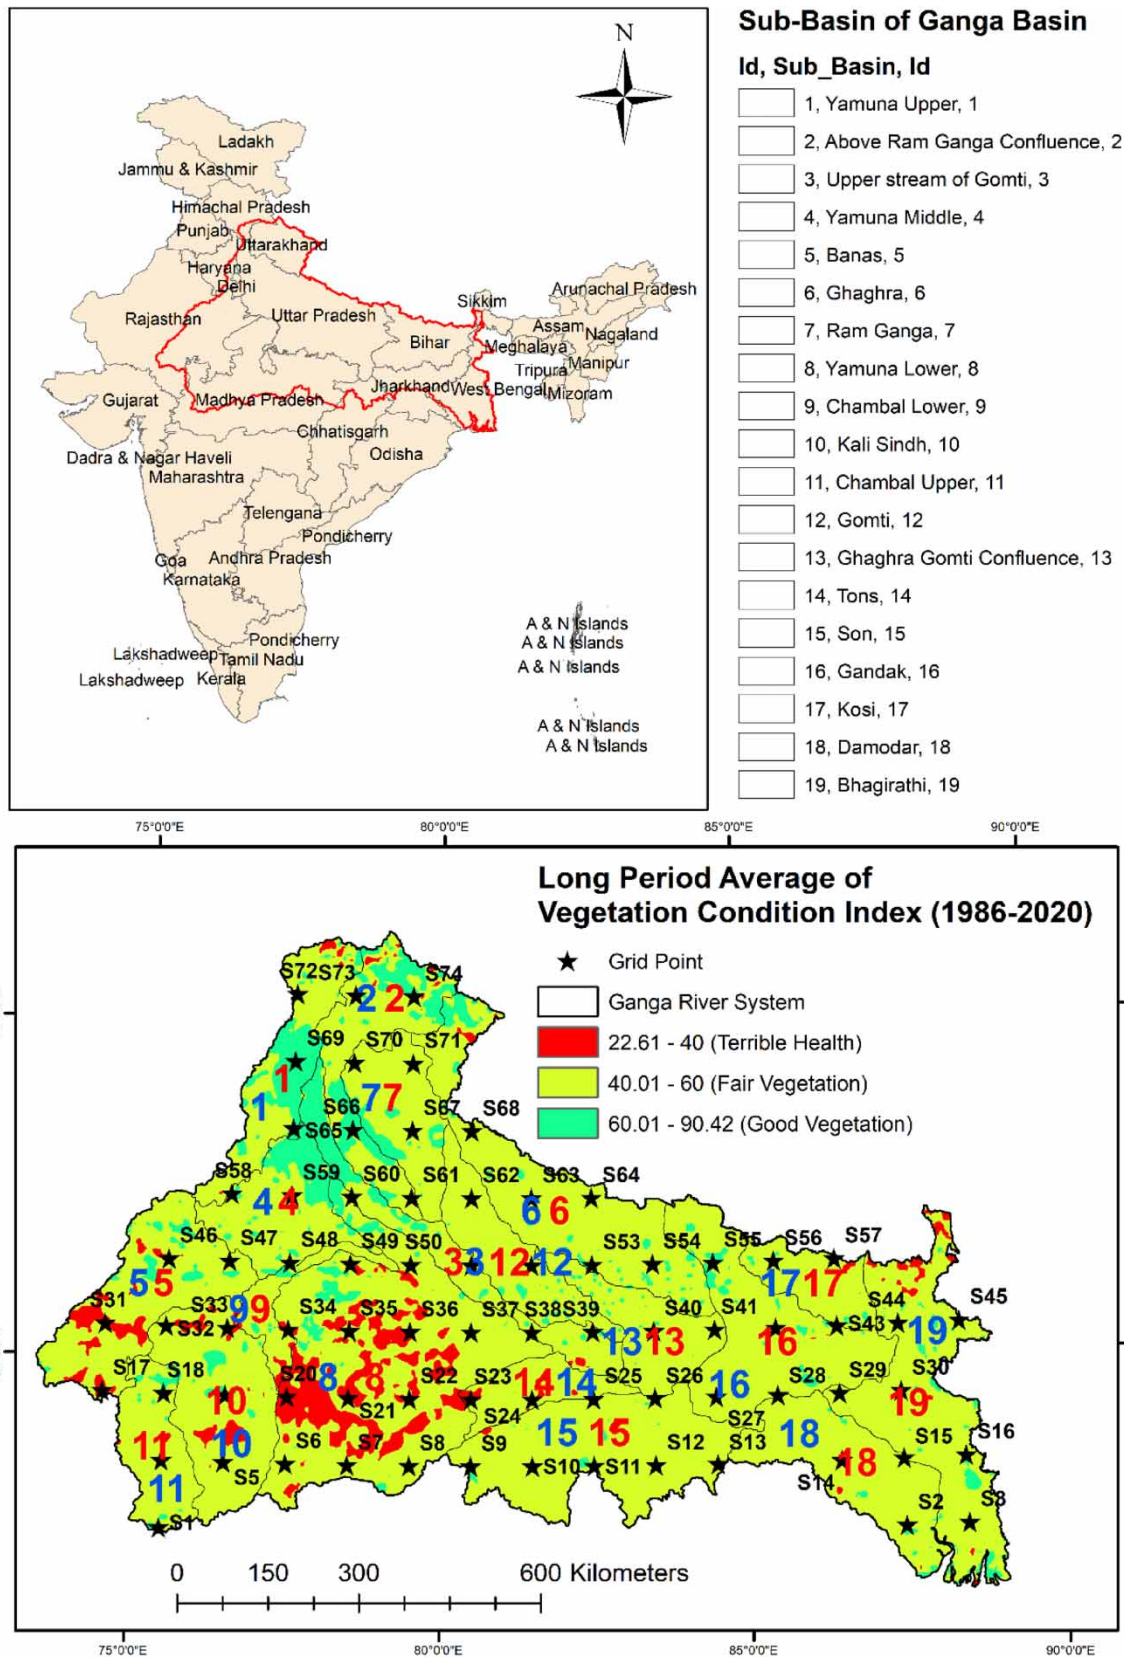 N
Ladakh
Jammu & Kashmir
Himachal Pradesh
Punjab
Uttarakhand
Haryana
Delhi
Rajasthan
Uttar Pradesh
Bihar
Sikkim
Arunachal Pradesh
Assam
Nagaland
Meghalaya
Manipur
Tripura
Mizoram
Jharkhand
West Bengal
Gujarat
Madhya Pradesh
Chhatisgarh
Odisha
Dadra & Nagar Haveli
Maharashtra
Telengana
Pondicherry
Goa
Andhra Pradesh
Karnataka
Pondicherry
Lakshadweep
Tamil Nadu
Lakshadweep
Kerala
A & N Islands
A & N Islands
A & N Islands
A & N Islands
A & N Islands
Sub-Basin of Ganga Basin
Id, Sub_Basin, Id
1, Yamuna Upper, 1
2, Above Ram Ganga Confluence, 2
3, Upper stream of Gomti, 3
4, Yamuna Middle, 4
5, Banas, 5
6, Ghaghra, 6
7, Ram Ganga, 7
8, Yamuna Lower, 8
9, Chambal Lower, 9
10, Kali Sindh, 10
11, Chambal Upper, 11
12, Gomti, 12
13, Ghaghra Gomti Confluence, 13
14, Tons, 14
15, Son, 15
16, Gandak, 16
17, Kosi, 17
18, Damodar, 18
19, Bhagirathi, 19
75°0'0"E 80°0'0"E 85°0'0"E 90°0'0"E
Long Period Average of
Vegetation Condition Index (1986-2020)
Grid Point
Ganga River System
22.61 - 40 (Terrible Health)
40.01 - 60 (Fair Vegetation)
60.01 - 90.42 (Good Vegetation)
S72 S73 S74
2 2
S69 S70 S71
1
1 7 7
S66 S67 S68
S65
S58 S59 S60 S61 S62 S63 S64
4 4 6 6
S46 S47 S48 S49 S50 S53 S54 S55 S56 S57
5 5 3 3 12 12 17 17
S31 S33 S32 9 9 S34 S35 S36 S37 S38 S39 S40 S41 S43 S44 S45
13 13 16 19
S17 S18 S20 8 8 S21 S22 S23 14 14 S25 S26 16 S28 S29 S30
10 S24 S27 19
11 10 S6 S7 S8 S9 15 15 S12 S13 18 S15 S16
11 S5 S10 S11 S14 18
S1 S2 S3
0 150 300 600 Kilometers
75°0'0"E 80°0'0"E 85°0'0"E 90°0'0"E